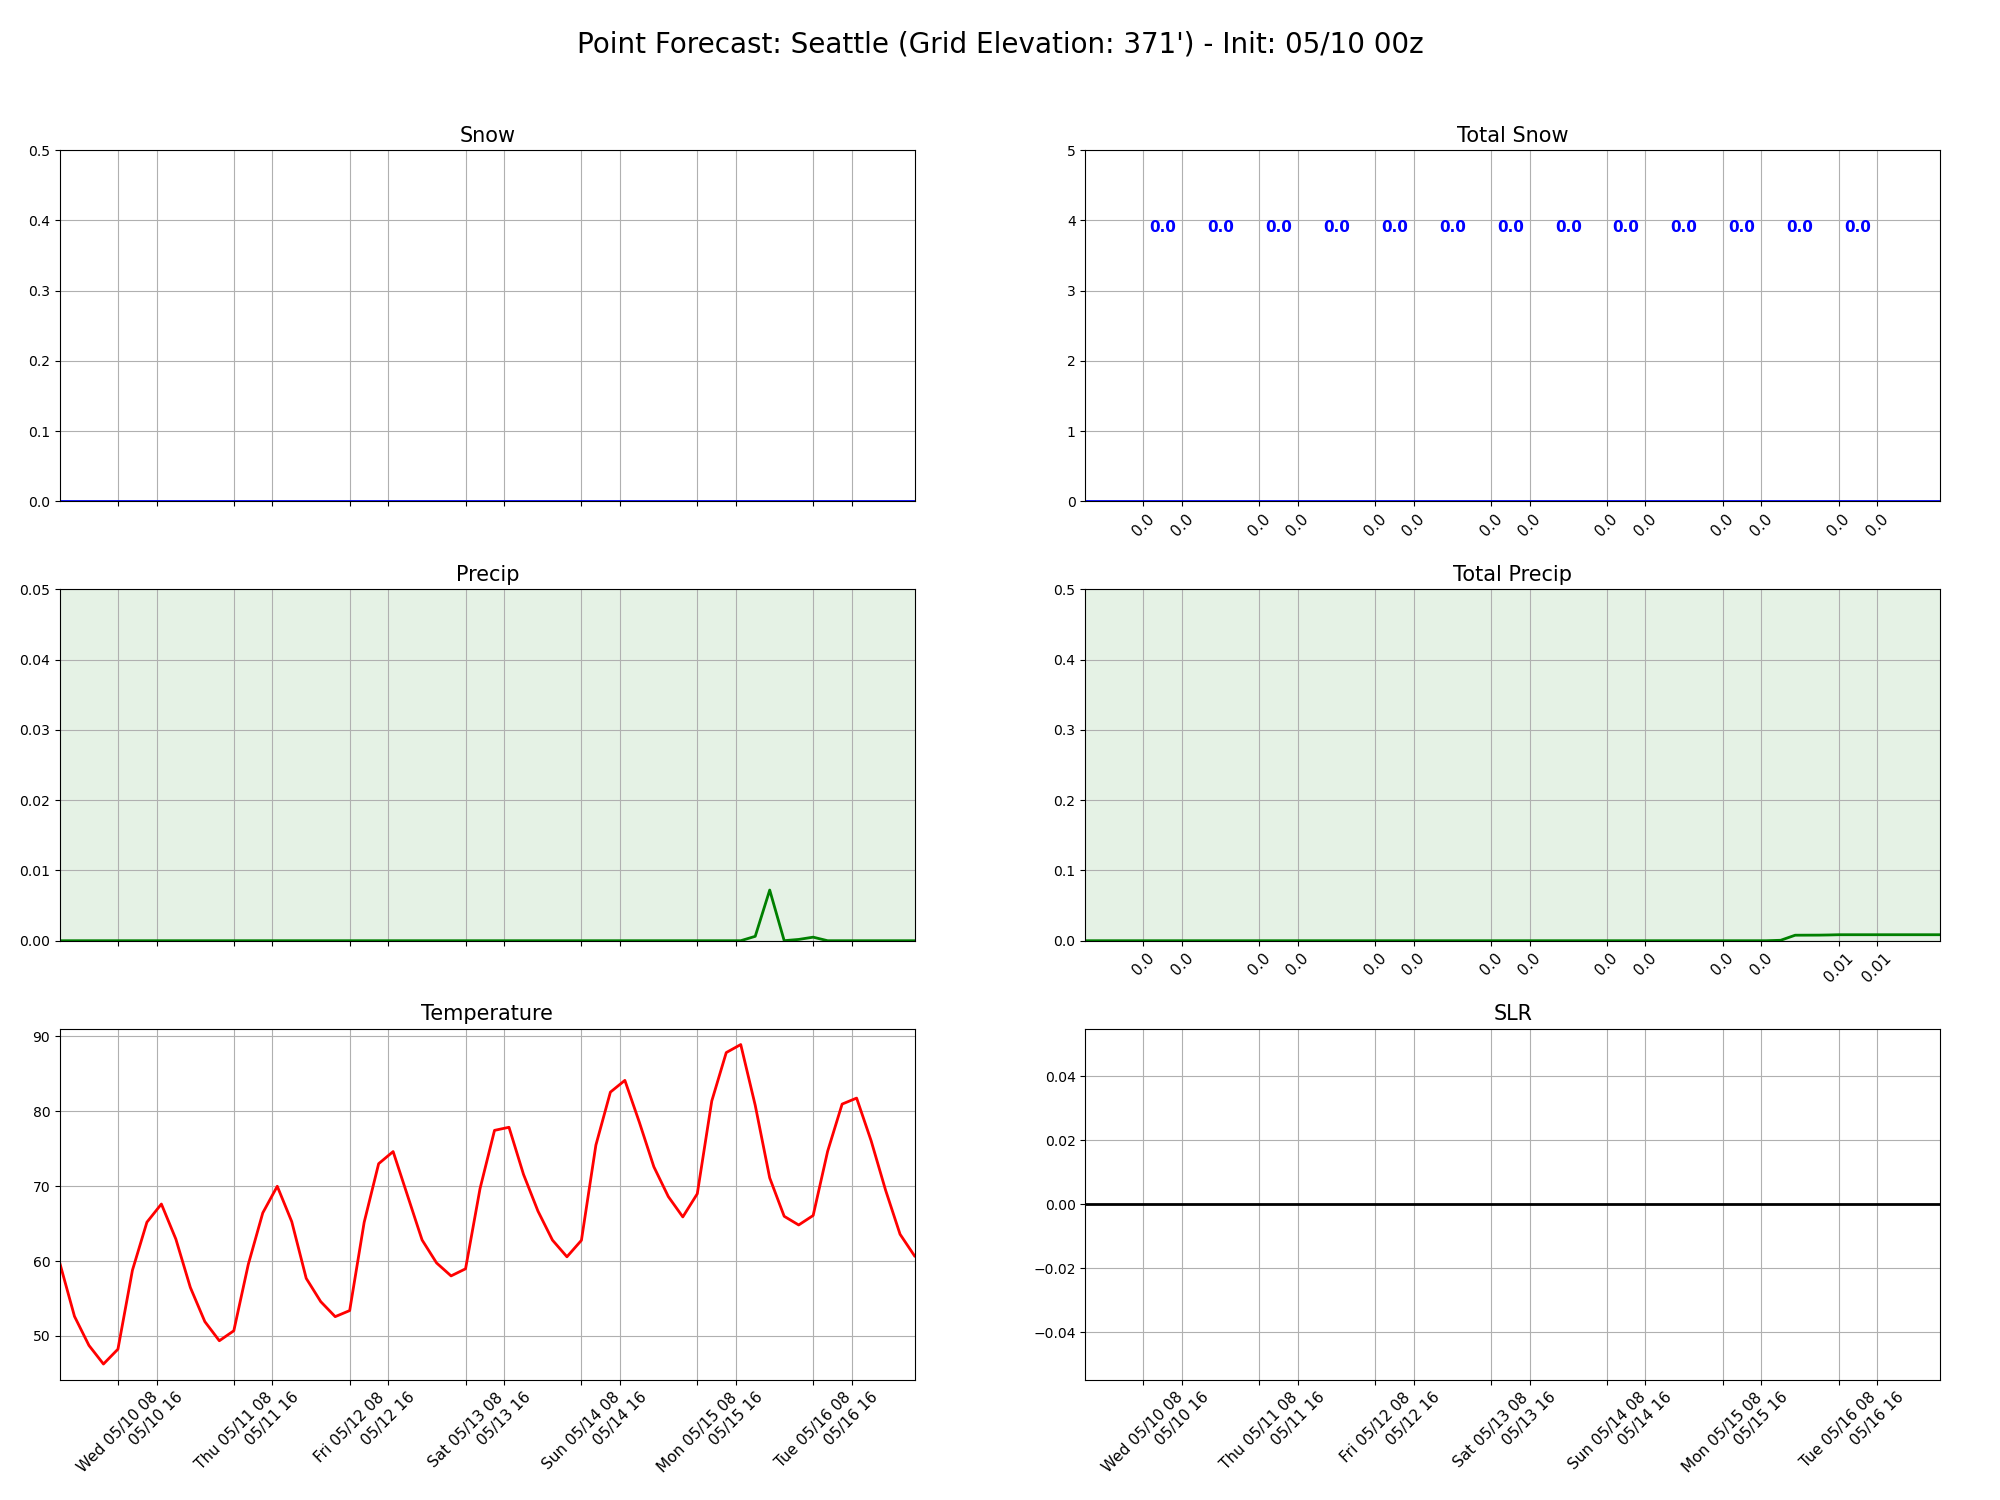 Point Forecast: Seattle (Grid Elevation: 371') - Init: 05/10 00z
Snow
0.5
0.4
0.3
0.2
0.1
0.0
Total Snow
5
4
3
2
1
0
0.0 0.0 0.0 0.0 0.0 0.0 0.0 0.0 0.0 0.0 0.0 0.0 0.0
0.0 0.0 0.0 0.0 0.0 0.0 0.0 0.0 0.0 0.0 0.0 0.0 0.0 0.0
Precip
0.05
0.04
0.03
0.02
0.01
0.00
Total Precip
0.5
0.4
0.3
0.2
0.1
0.0
0.0 0.0 0.0 0.0 0.0 0.0 0.0 0.0 0.0 0.0 0.0 0.0 0.01 0.01
Temperature
90
80
70
60
50
Wed 05/10 08
05/10 16
Thu 05/11 08
05/11 16
Fri 05/12 08
05/12 16
Sat 05/13 08
05/13 16
Sun 05/14 08
05/14 16
Mon 05/15 08
05/15 16
Tue 05/16 08
05/16 16
SLR
0.04
0.02
0.00
−0.02
−0.04
Wed 05/10 08
05/10 16
Thu 05/11 08
05/11 16
Fri 05/12 08
05/12 16
Sat 05/13 08
05/13 16
Sun 05/14 08
05/14 16
Mon 05/15 08
05/15 16
Tue 05/16 08
05/16 16